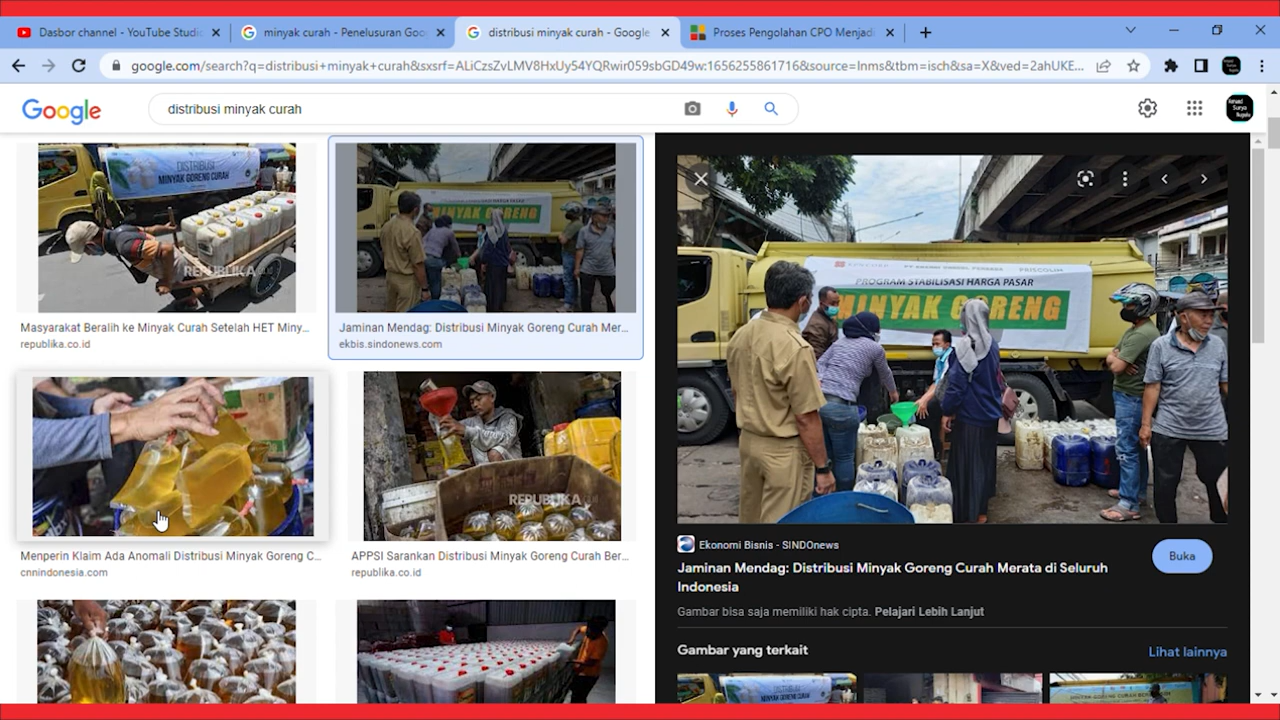 Dasbor channel - YouTube Studio
minyak curah - Penelusuran Goo
distribusi minyak curah - Google
Proses Pengolahan CPO Menjadi
google.com/search?q=distribusi+minyak+curah&sxsrf=ALiCzsZvLMV8HxUy54YQRwir059sbGD49w:1656255861716&source=lnms&tbm=isch&sa=X&ved=2ahUKE...
Google
distribusi minyak curah
DISTRIBUSI
MINYAK GORENG CURAH
REPUBLIKA
Masyarakat Beralih ke Minyak Curah Setelah HET Miny...
republika.co.id
MINYAK GORENG
Jaminan Mendag: Distribusi Minyak Goreng Curah Mer...
ekbis.sindonews.com
Menperin Klaim Ada Anomali Distribusi Minyak Goreng C...
cnnindonesia.com
REPUBLIKA
APPSI Sarankan Distribusi Minyak Goreng Curah Ber...
republika.co.id
PROGRAM STABILISASI HARGA PASAR
MINYAK GORENG
Ekonomi Bisnis - SINDOnews
Buka
Jaminan Mendag: Distribusi Minyak Goreng Curah Merata di Seluruh
Indonesia
Gambar bisa saja memiliki hak cipta. Pelajari Lebih Lanjut
Gambar yang terkait
Lihat lainnya